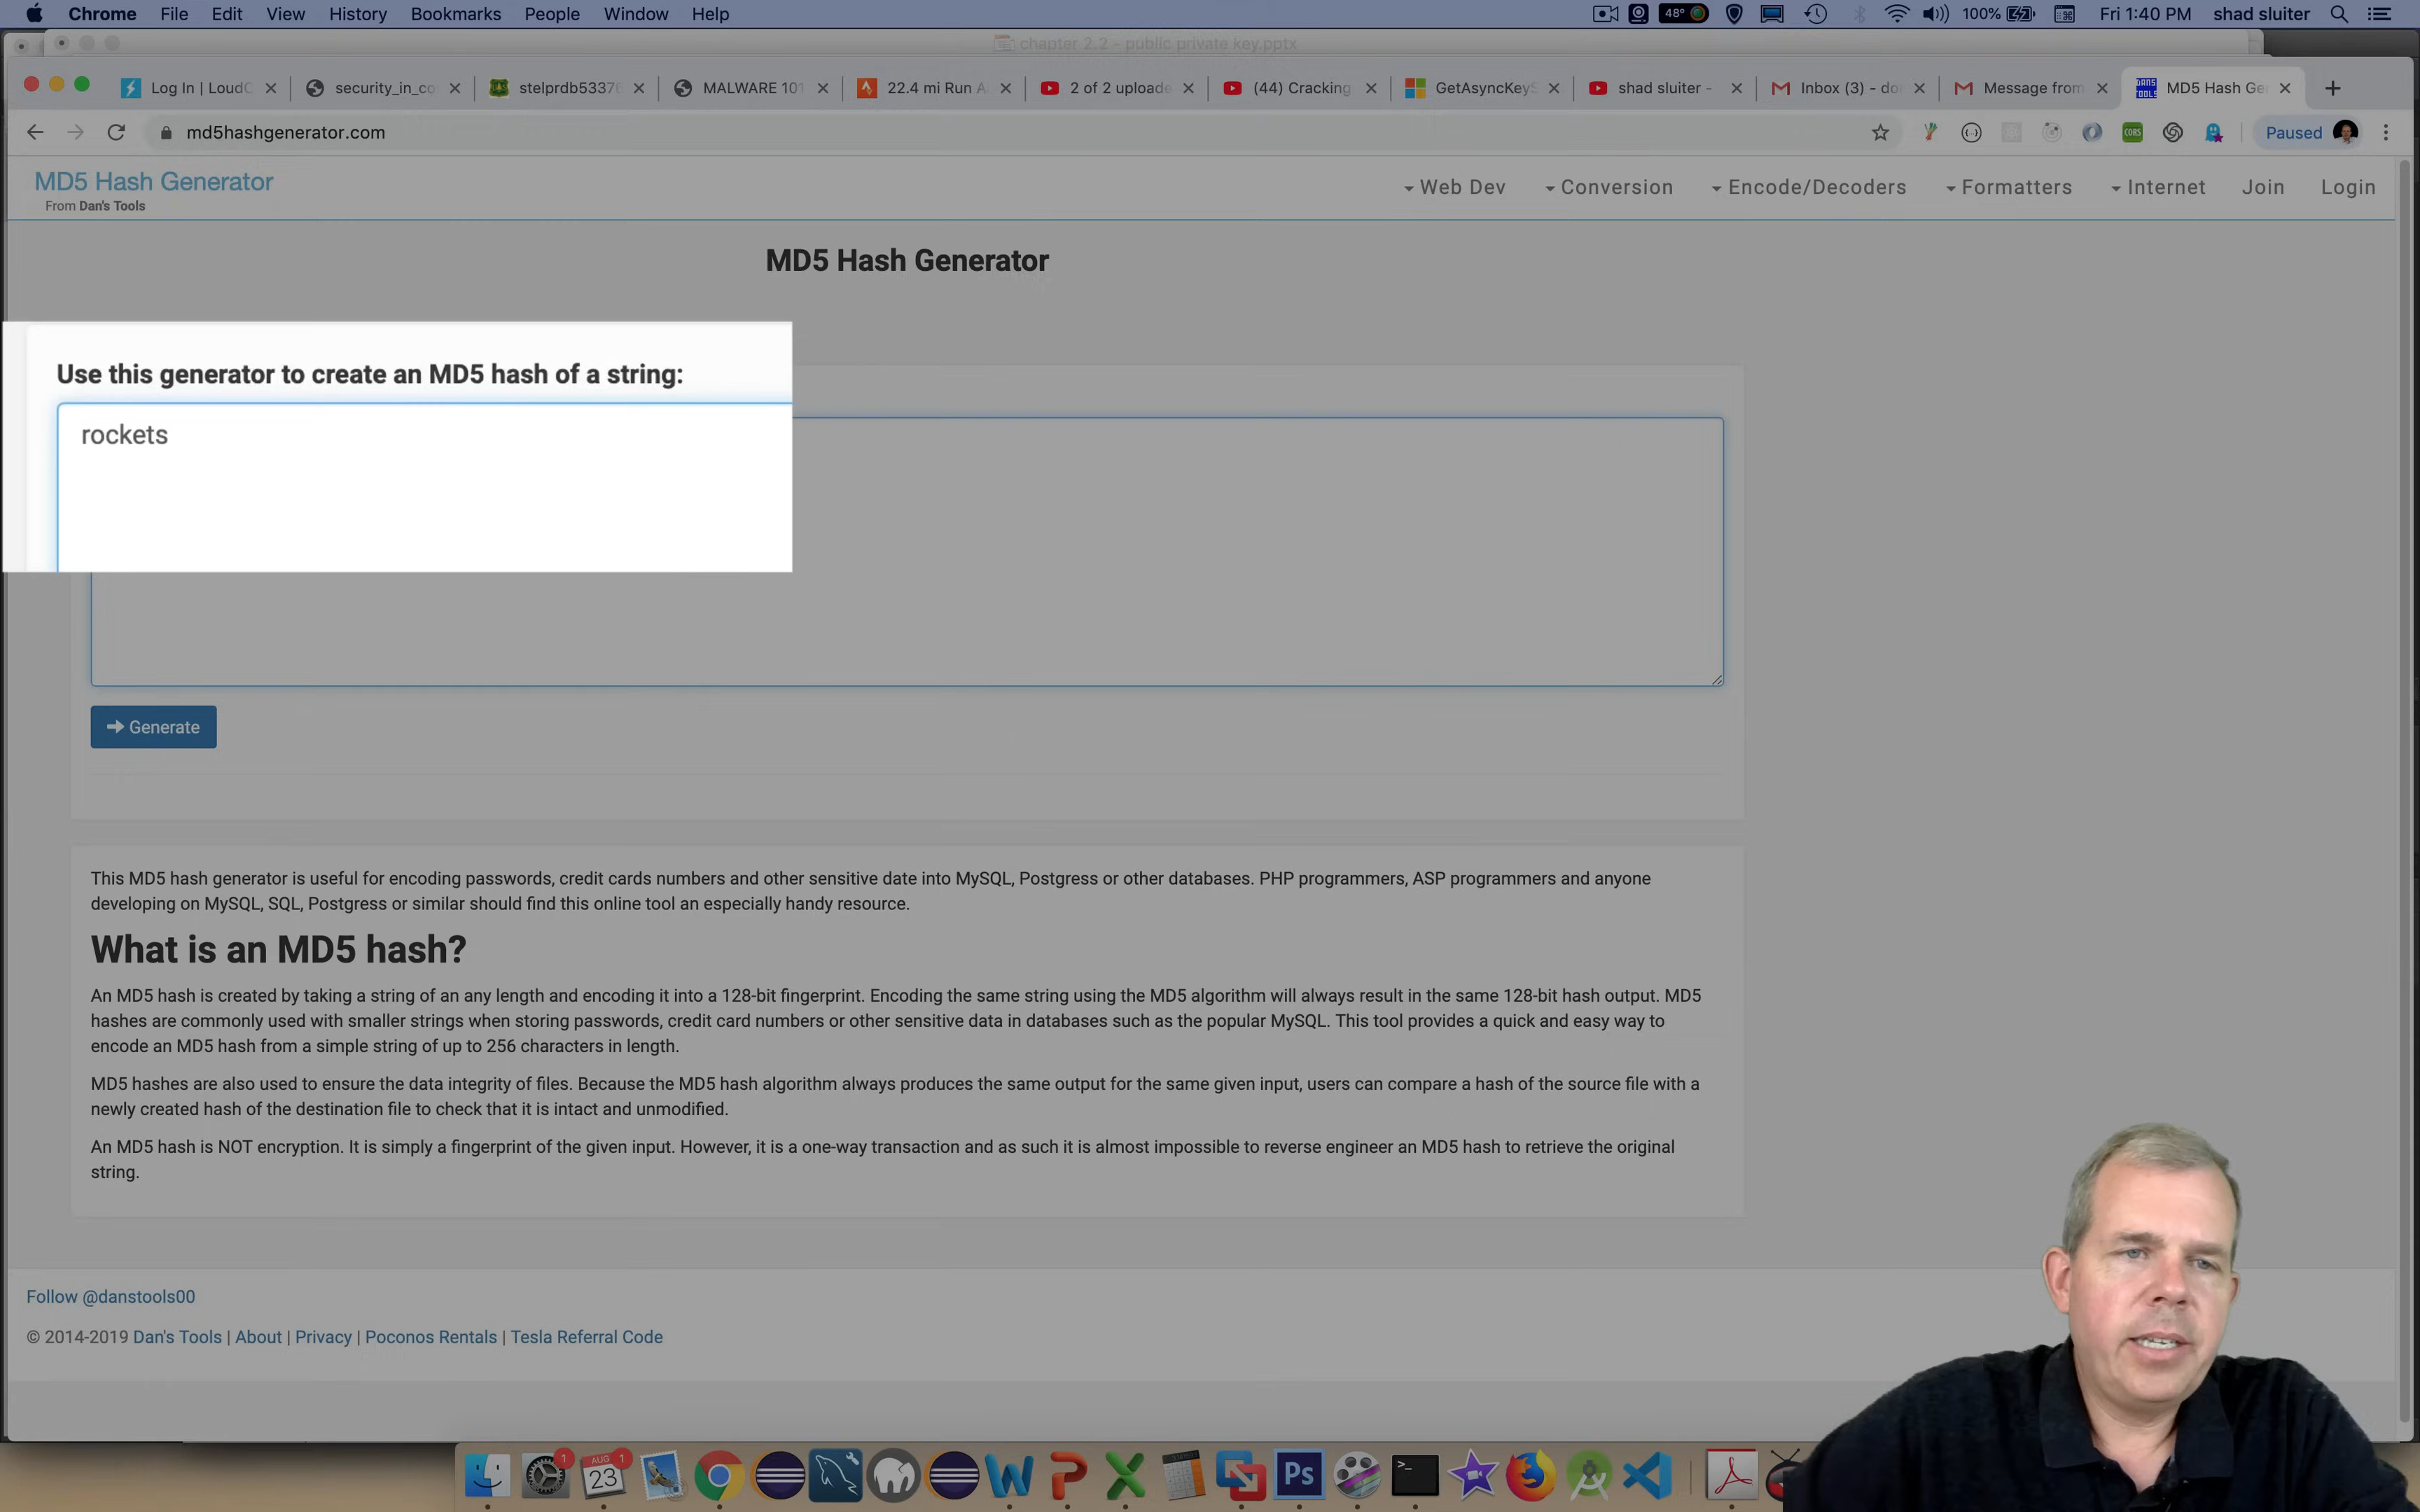 Chrome File Edit View History Bookmarks People Window Help 48° 100% Fri 1:40 PM shad sluiter
chapter 2.2 - public private key.pptx
Log In | LoudC security_in_co stelprdb53376 MALWARE 101 22.4 mi Run A 2 of 2 uploade (44) Cracking GetAsyncKeyS shad sluiter - Inbox (3) - do Message from MD5 Hash Ge
md5hashgenerator.com CORS Paused
MD5 Hash Generator
From Dan's Tools
Web Dev Conversion Encode/Decoders Formatters Internet Join Login
MD5 Hash Generator
Use this generator to create an MD5 hash of a string:
rockets
Generate
This MD5 hash generator is useful for encoding passwords, credit cards numbers and other sensitive date into MySQL, Postgress or other databases. PHP programmers, ASP programmers and anyone
developing on MySQL, SQL, Postgress or similar should find this online tool an especially handy resource.
What is an MD5 hash?
An MD5 hash is created by taking a string of an any length and encoding it into a 128-bit fingerprint. Encoding the same string using the MD5 algorithm will always result in the same 128-bit hash output. MD5
hashes are commonly used with smaller strings when storing passwords, credit card numbers or other sensitive data in databases such as the popular MySQL. This tool provides a quick and easy way to
encode an MD5 hash from a simple string of up to 256 characters in length.
MD5 hashes are also used to ensure the data integrity of files. Because the MD5 hash algorithm always produces the same output for the same given input, users can compare a hash of the source file with a
newly created hash of the destination file to check that it is intact and unmodified.
An MD5 hash is NOT encryption. It is simply a fingerprint of the given input. However, it is a one-way transaction and as such it is almost impossible to reverse engineer an MD5 hash to retrieve the original
string.
Follow @danstools00
© 2014-2019 Dan's Tools | About | Privacy | Poconos Rentals | Tesla Referral Code
1 AUG 23 1 W P X Ps >_